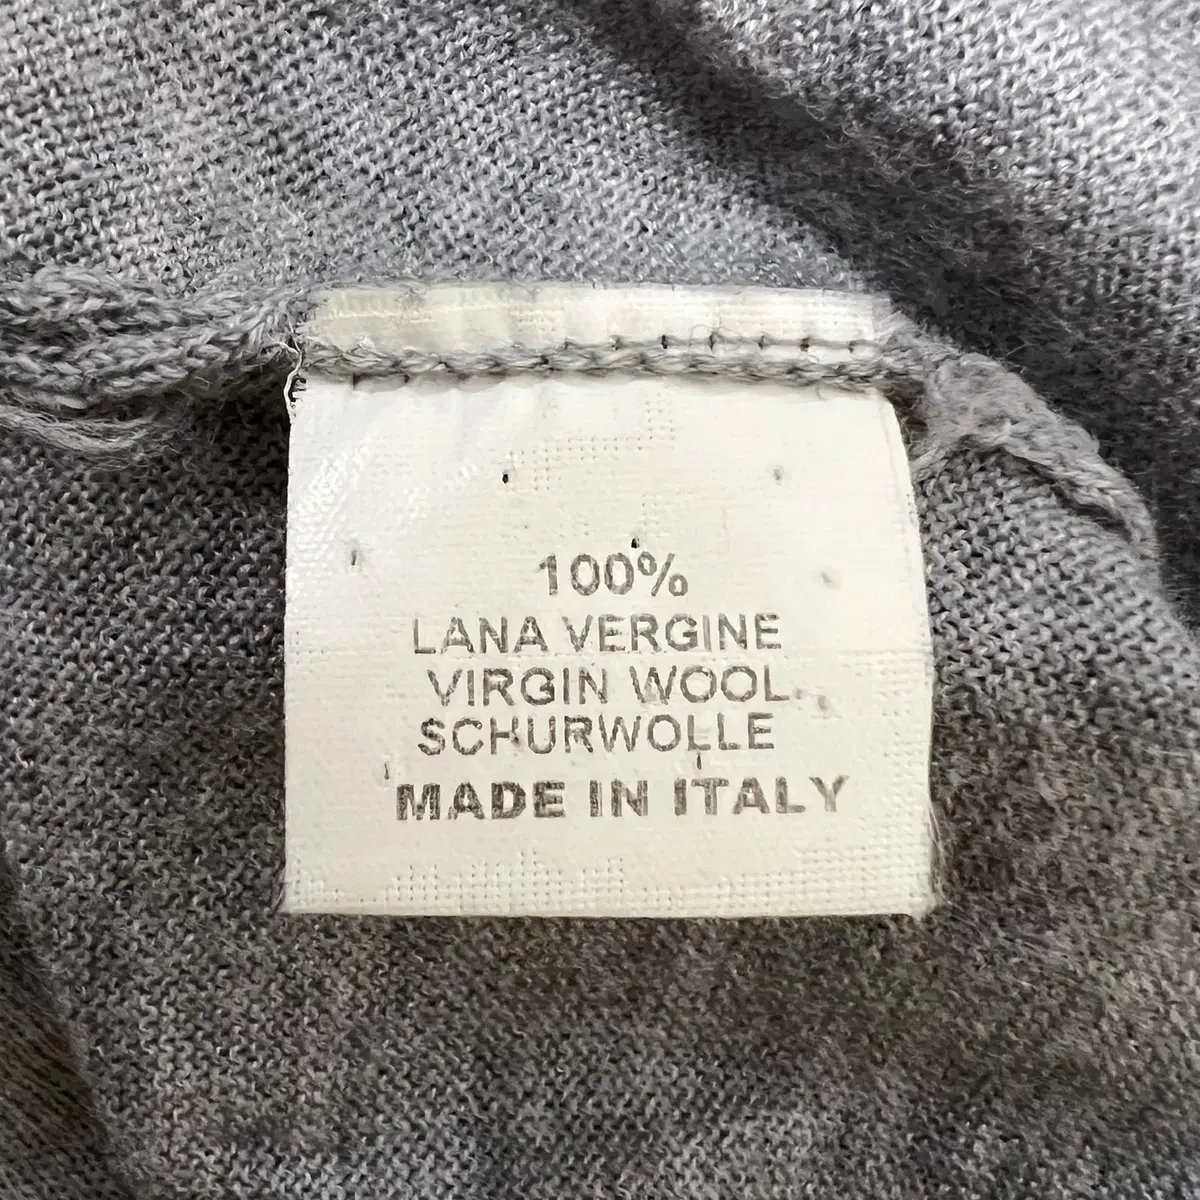 100%
LANA VERGINE
VIRGIN WOOL
SCHURWOLLE
MADE IN ITALY